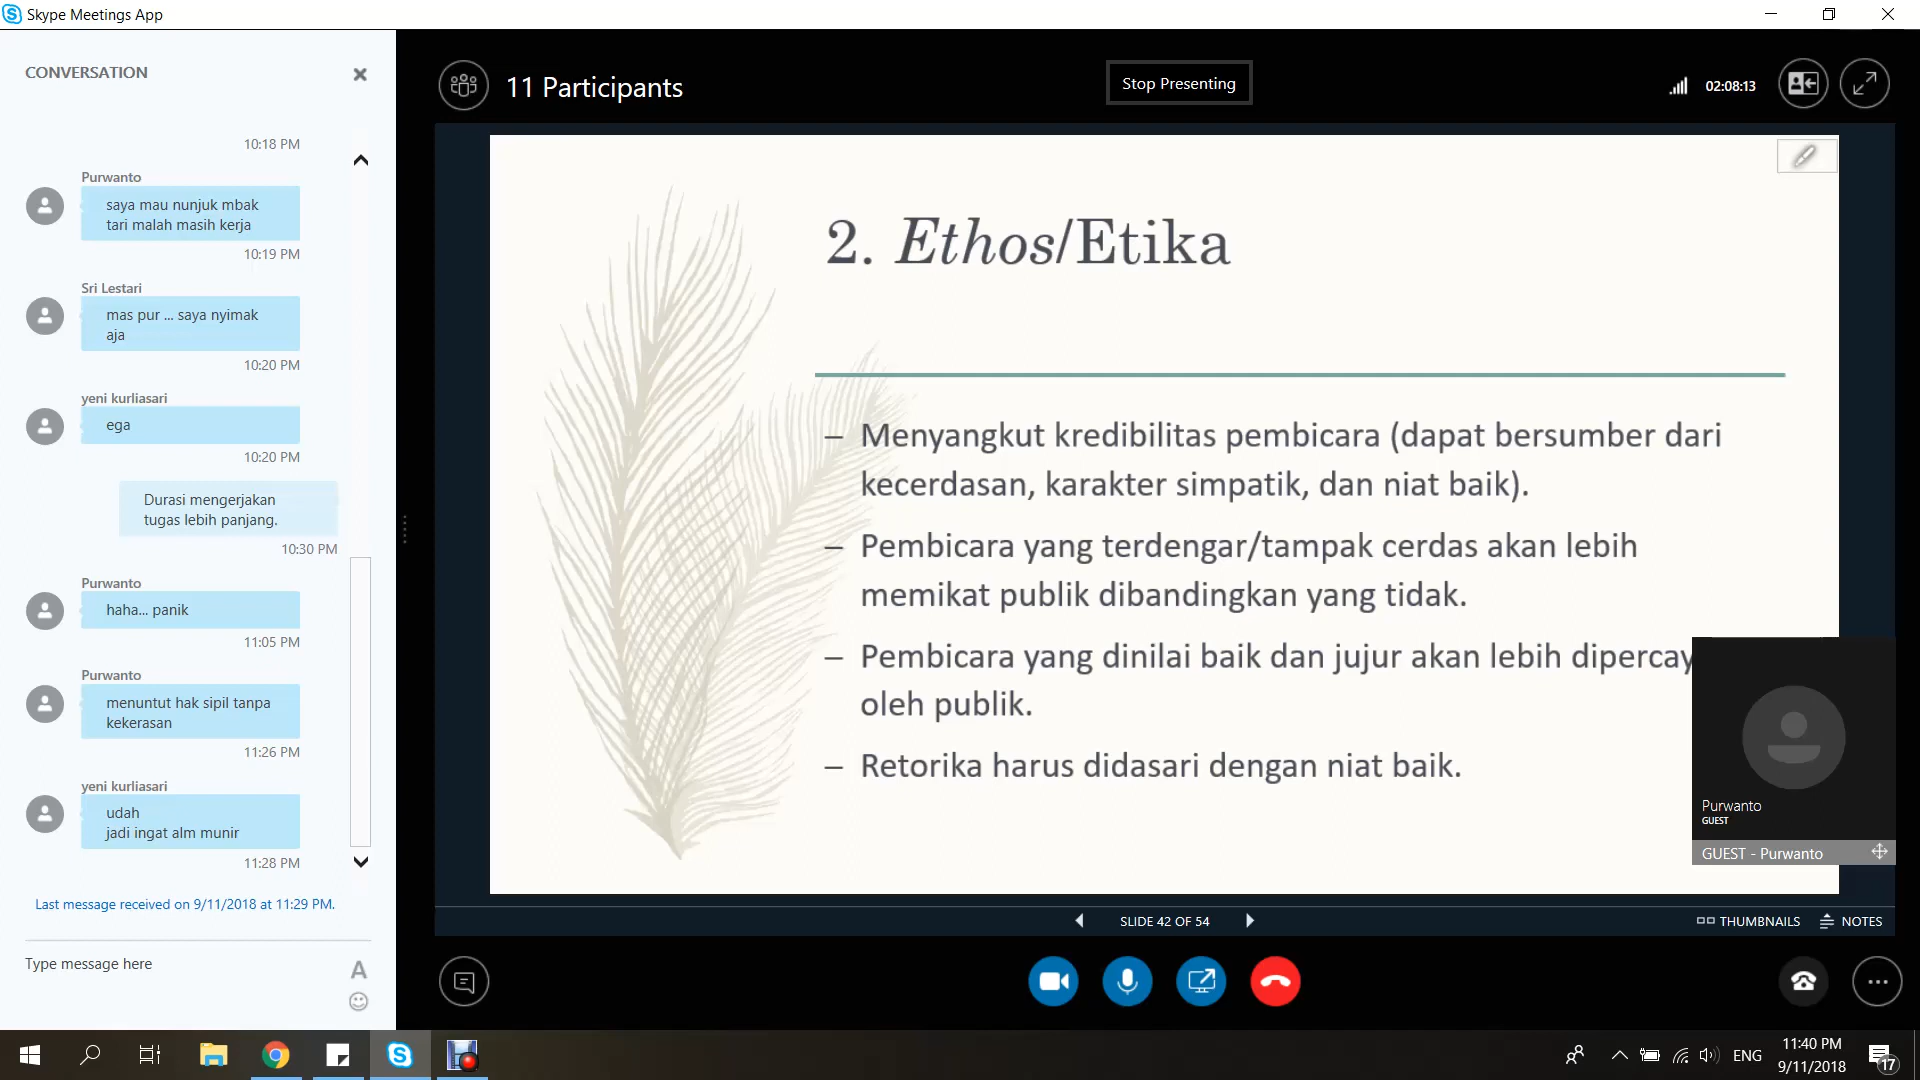 Skype Meetings App
CONVERSATION
10:18 PM
Purwanto
saya mau nunjuk mbak
tari malah masih kerja
10:19 PM
Sri Lestari
mas pur ... saya nyimak
aja
10:20 PM
yeni kurliasari
ega
10:20 PM
Durasi mengerjakan
tugas lebih panjang.
10:30 PM
Purwanto
haha... panik
11:05 PM
Purwanto
menuntut hak sipil tanpa
kekerasan
11:26 PM
yeni kurliasari
udah
jadi ingat alm munir
11:28 PM
Last message received on 9/11/2018 at 11:29 PM.
Type message here
A
11 Participants
Stop Presenting
02:08:13
2. Ethos/Etika
– Menyangkut kredibilitas pembicara (dapat bersumber dari
kecerdasan, karakter simpatik, dan niat baik).
– Pembicara yang terdengar/tampak cerdas akan lebih
memikat publik dibandingkan yang tidak.
– Pembicara yang dinilai baik dan jujur akan lebih dipercay
oleh publik.
– Retorika harus didasari dengan niat baik.
Purwanto
GUEST
GUEST - Purwanto
SLIDE 42 OF 54
THUMBNAILS
NOTES
ENG
11:40 PM
9/11/2018
17